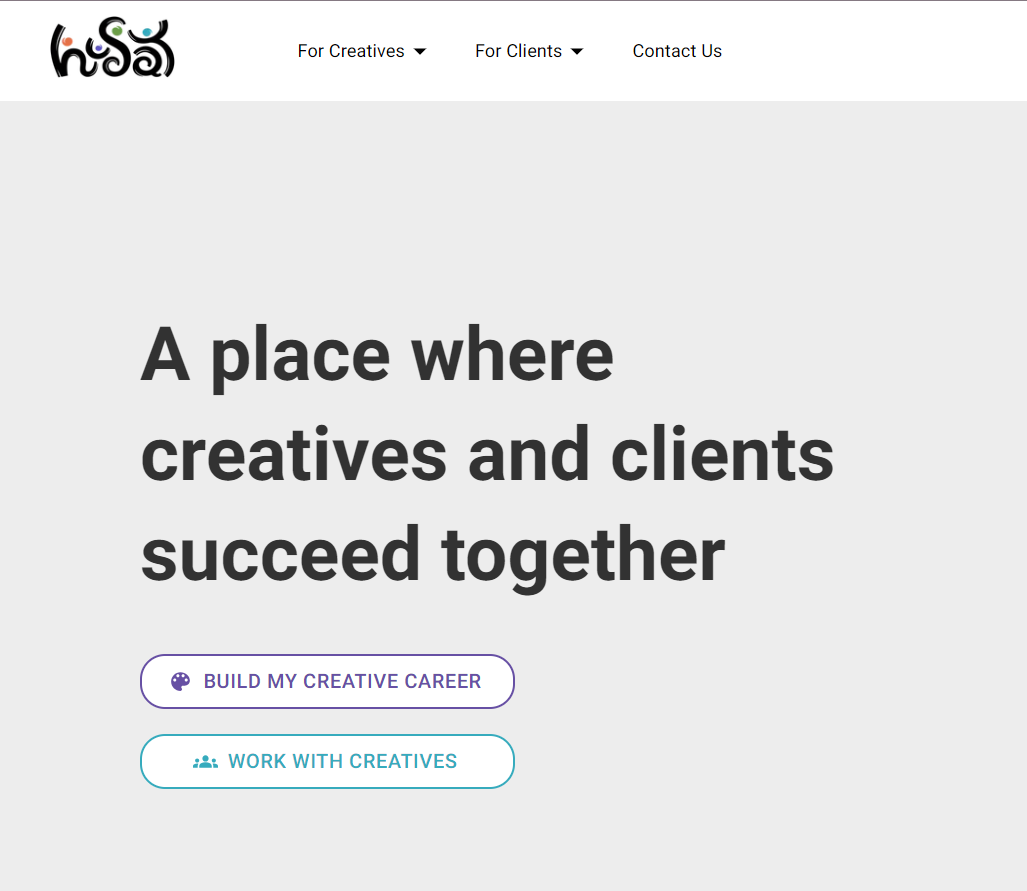 For Creatives
For Clients
Contact Us
A place where
creatives and clients
succeed together
BUILD MY CREATIVE CAREER
WORK WITH CREATIVES